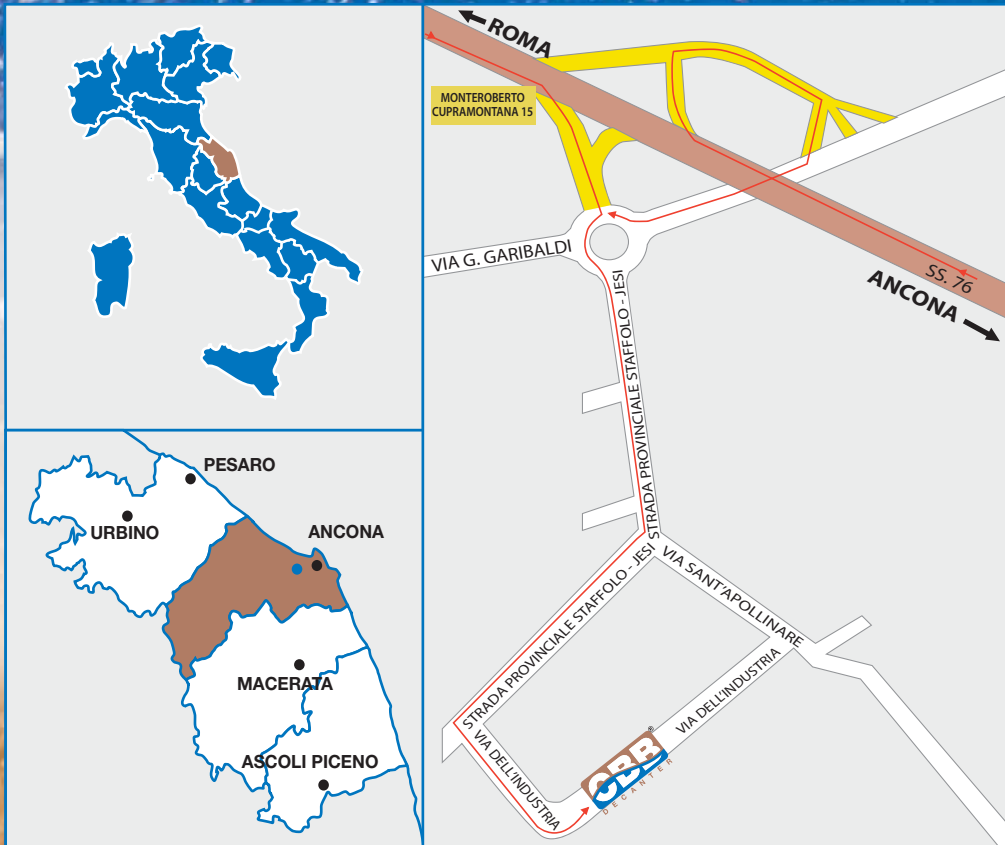 PESARO
URBINO
ANCONA
MACERATA
ASCOLI PICENO
ROMA
MONTEROBERTO
CUPRAMONTANA 15
SS. 76
ANCONA
VIA G. GARIBALDI
STRADA PROVINCIALE STAFFOLO - JESI
STRADA PROVINCIALE STAFFOLO - JESI
VIA SANT'APOLLINARE
VIA DELL'INDUSTRIA
VIA DELL'INDUSTRIA
CBB®
DECANTER